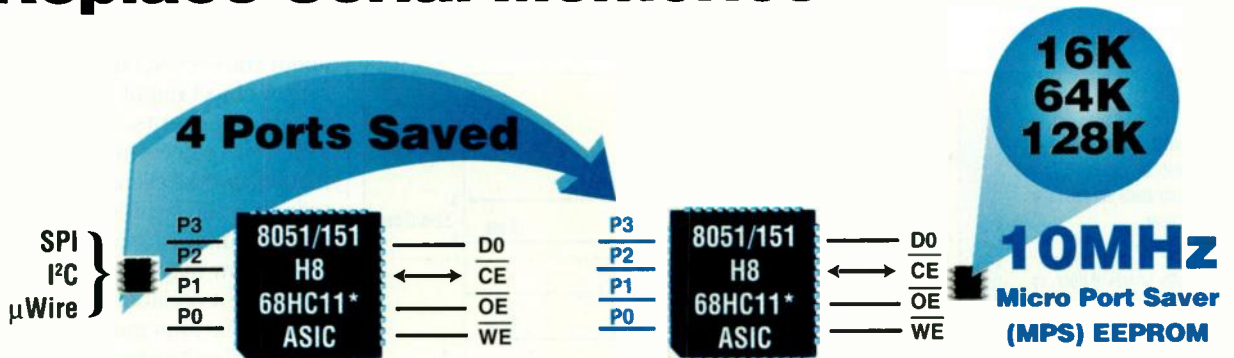 16K
64K
128K
4 Ports Saved
SPI
I²C
μWire
P3
P2
P1
P0
8051/151
H8
68HC11*
ASIC
D0
CE
OE
WE
P3
P2
P1
P0
8051/151
H8
68HC11*
ASIC
D0
CE
OE
WE
10MHz
Micro Port Saver
(MPS) EEPROM